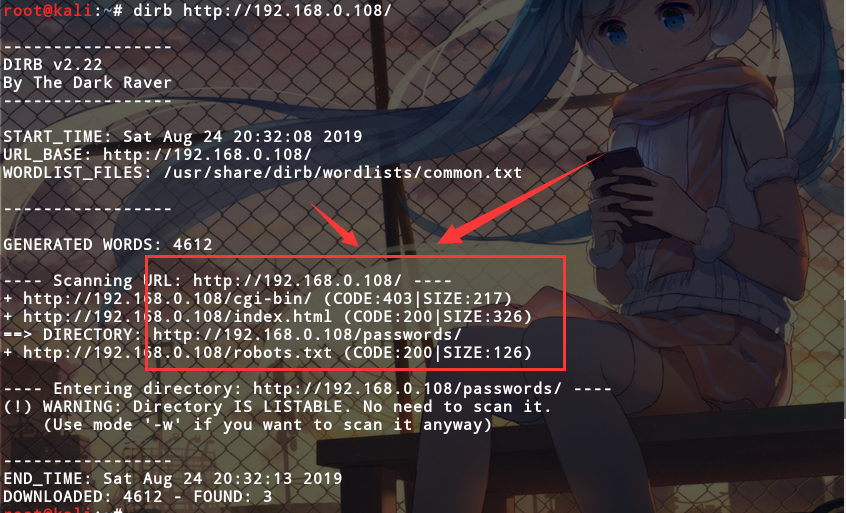 root@kali:~# dirb http://192.168.0.108/
-----------------
DIRB v2.22
By The Dark Raver
-----------------
START_TIME: Sat Aug 24 20:32:08 2019
URL_BASE: http://192.168.0.108/
WORDLIST_FILES: /usr/share/dirb/wordlists/common.txt
-----------------
GENERATED WORDS: 4612
---- Scanning URL: http://192.168.0.108/ ----
+ http://192.168.0.108/cgi-bin/ (CODE:403|SIZE:217)
+ http://192.168.0.108/index.html (CODE:200|SIZE:326)
==> DIRECTORY: http://192.168.0.108/passwords/
+ http://192.168.0.108/robots.txt (CODE:200|SIZE:126)
---- Entering directory: http://192.168.0.108/passwords/ ----
(!) WARNING: Directory IS LISTABLE. No need to scan it.
    (Use mode '-w' if you want to scan it anyway)
-----------------
END_TIME: Sat Aug 24 20:32:13 2019
DOWNLOADED: 4612 - FOUND: 3
root@kali:~#